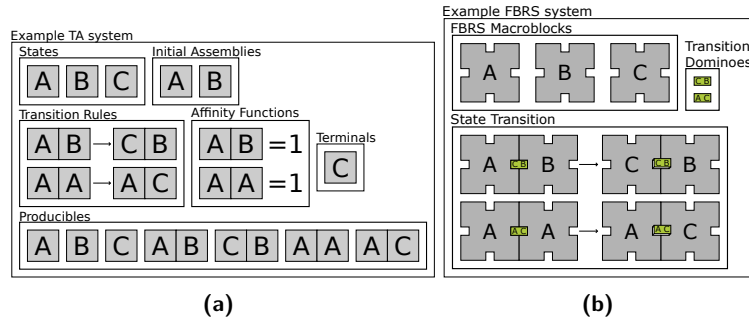 Example TA system
States
A B C
Initial Assemblies
A B
Transition Rules
A B → C B
A A → A C
Affinity Functions
A B =1
A A =1
Terminals
C
Producibles
A B C A B C B A A A C
(a)
Example FBRS system
FBRS Macroblocks
A B C
Transition
Dominoes
C B
A C
State Transition
A C B B → C C B B
A A C A → A A C C
(b)